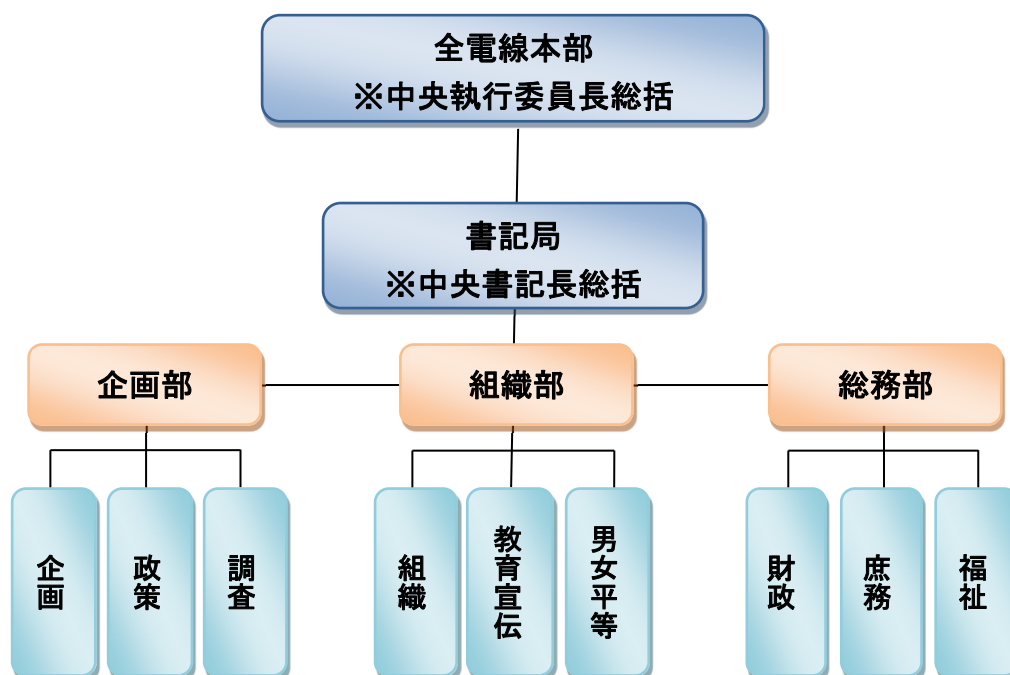 全電線本部
※中央執行委員長総括
書記局
※中央書記長総括
企画部
組織部
総務部
企画
政策
調査
組織
教育宣伝
男女平等
財政
庶務
福祉